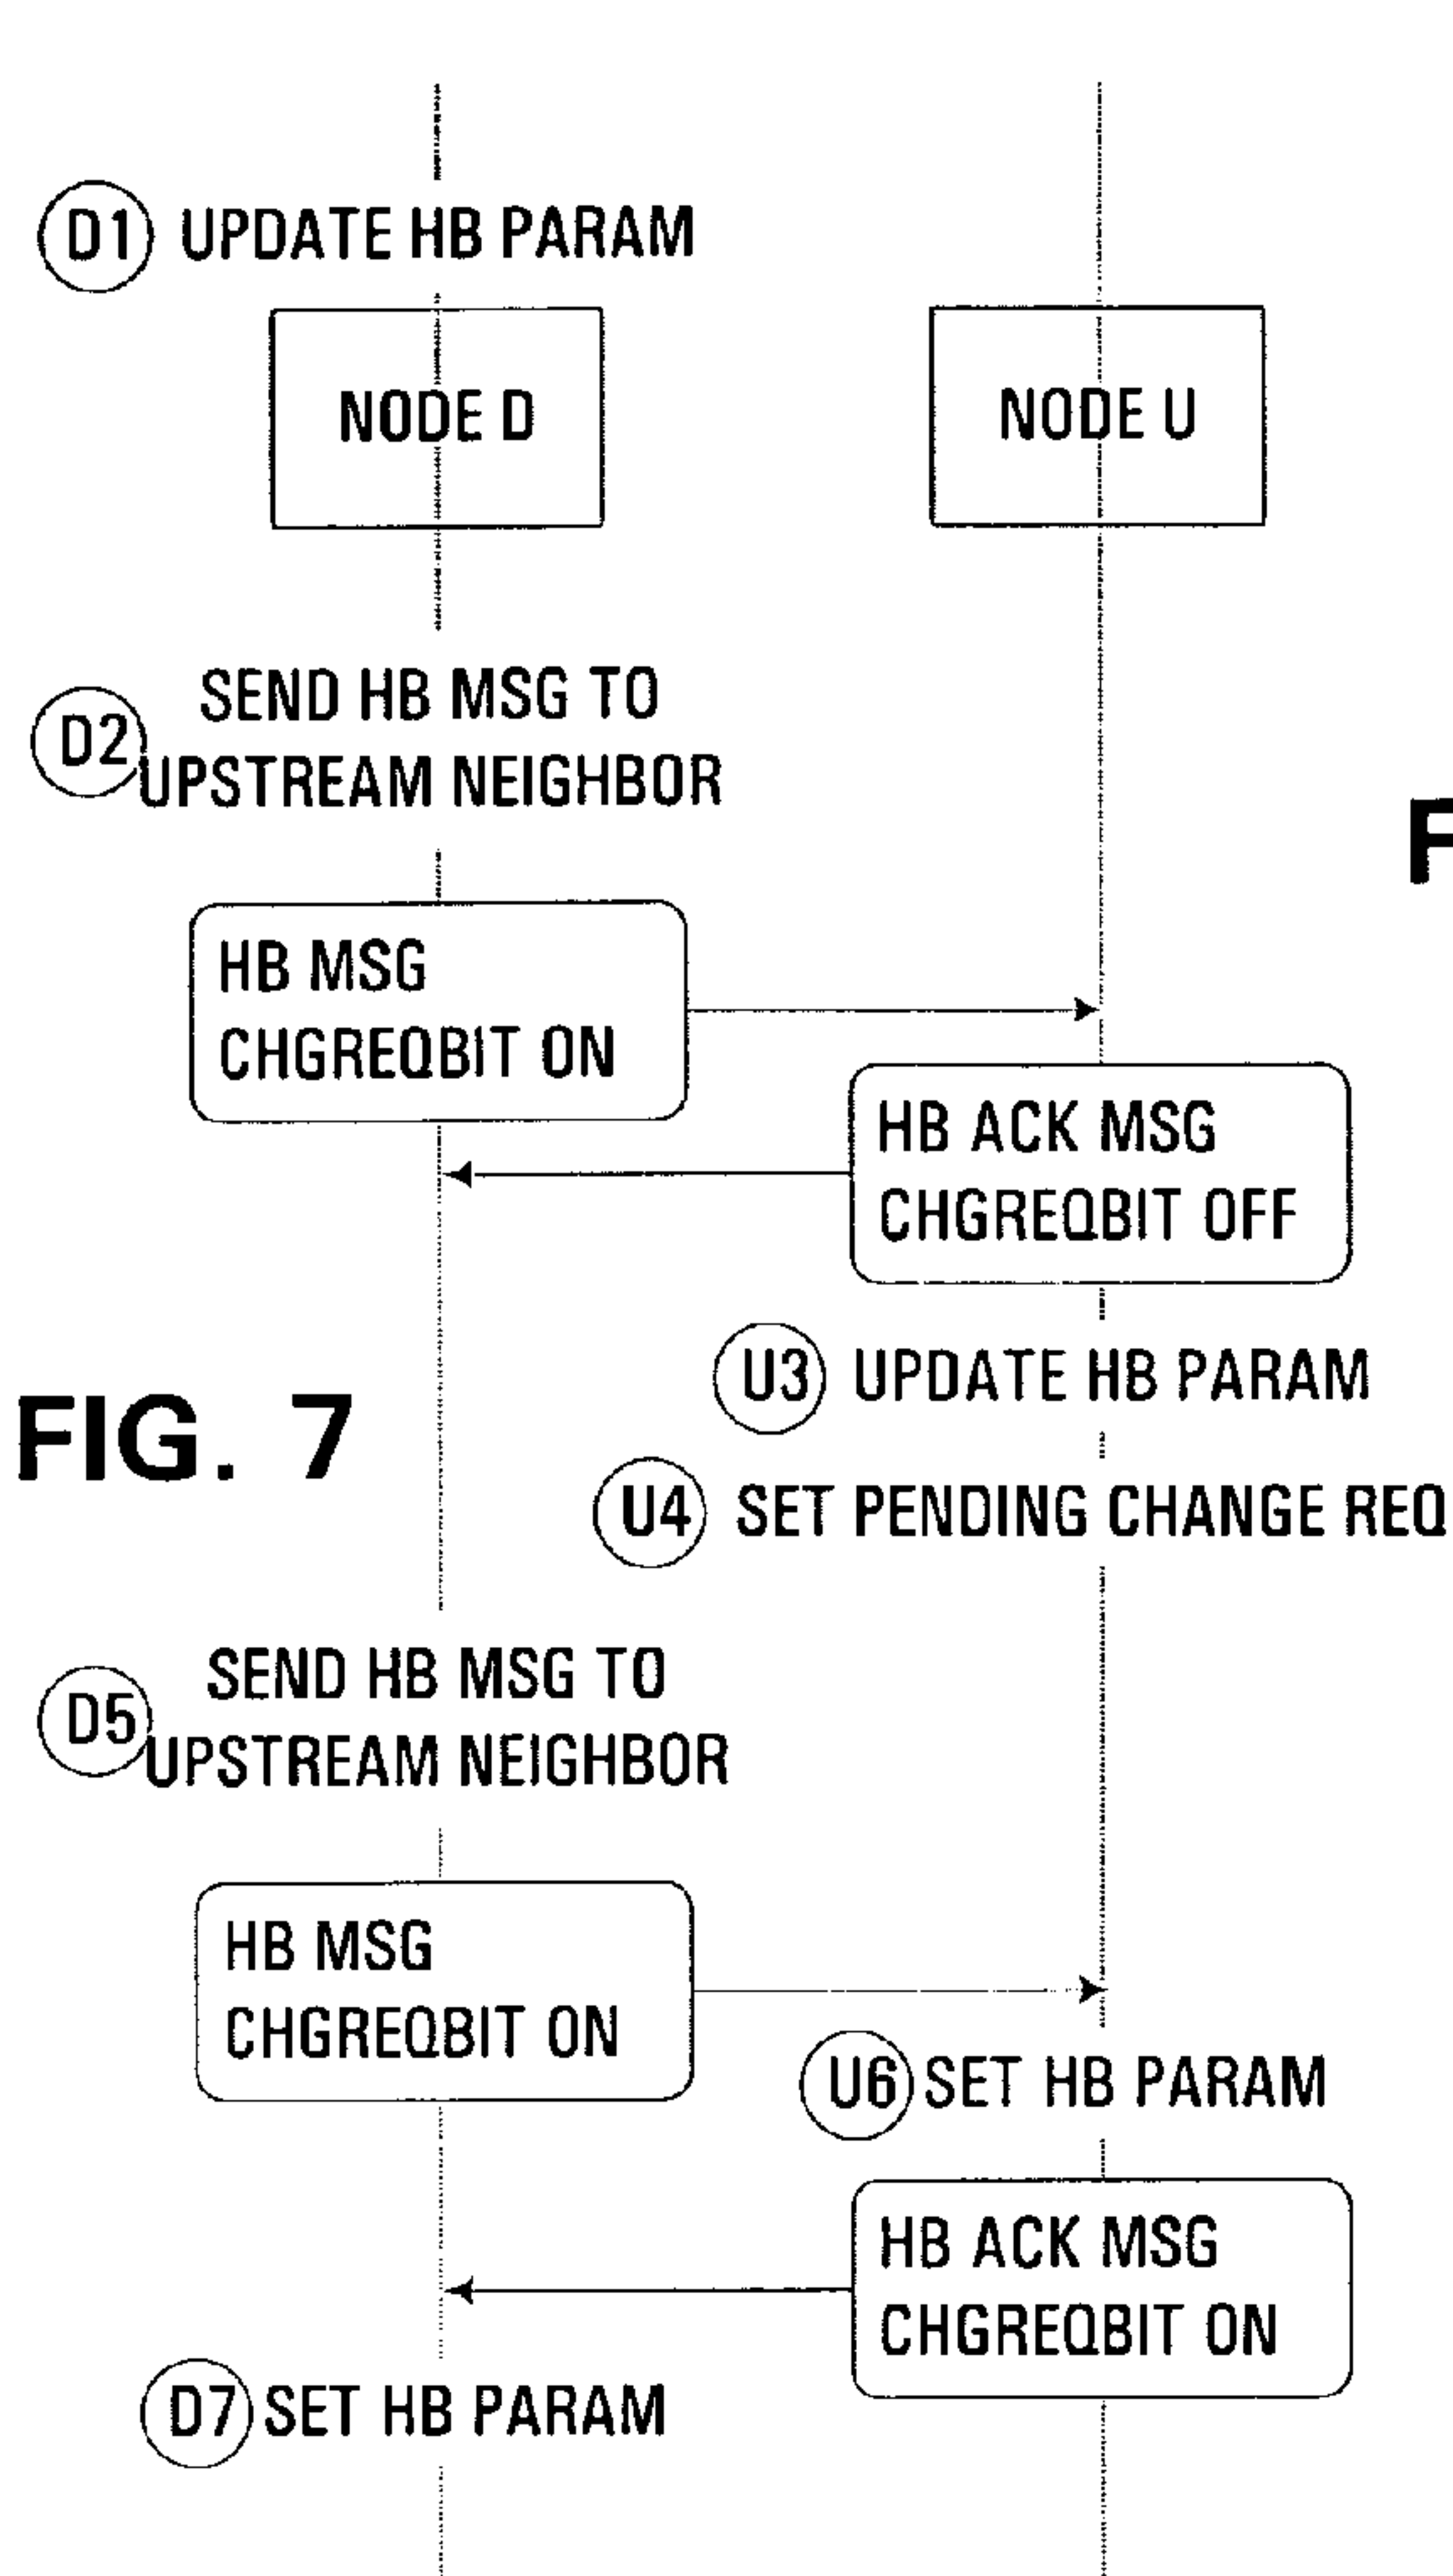 D1 UPDATE HB PARAM
NODE D
NODE U
D2 SEND HB MSG TO
UPSTREAM NEIGHBOR
HB MSG
CHGREQBIT ON
HB ACK MSG
CHGREQBIT OFF
U3 UPDATE HB PARAM
FIG. 7
U4 SET PENDING CHANGE REQ
D5 SEND HB MSG TO
UPSTREAM NEIGHBOR
HB MSG
CHGREQBIT ON
U6 SET HB PARAM
HB ACK MSG
CHGREQBIT ON
D7 SET HB PARAM